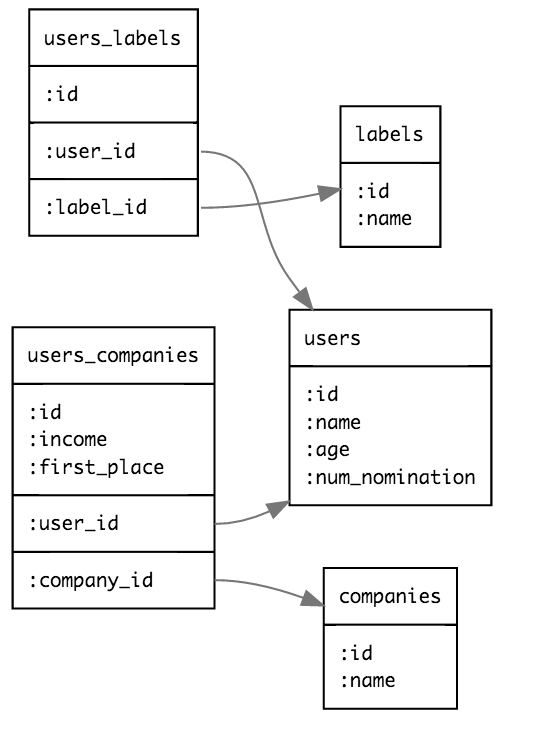 users_labels
:id
:user_id
:label_id
labels
:id
:name
users
:id
:name
:age
:num_nomination
users_companies
:id
:income
:first_place
:user_id
:company_id
companies
:id
:name